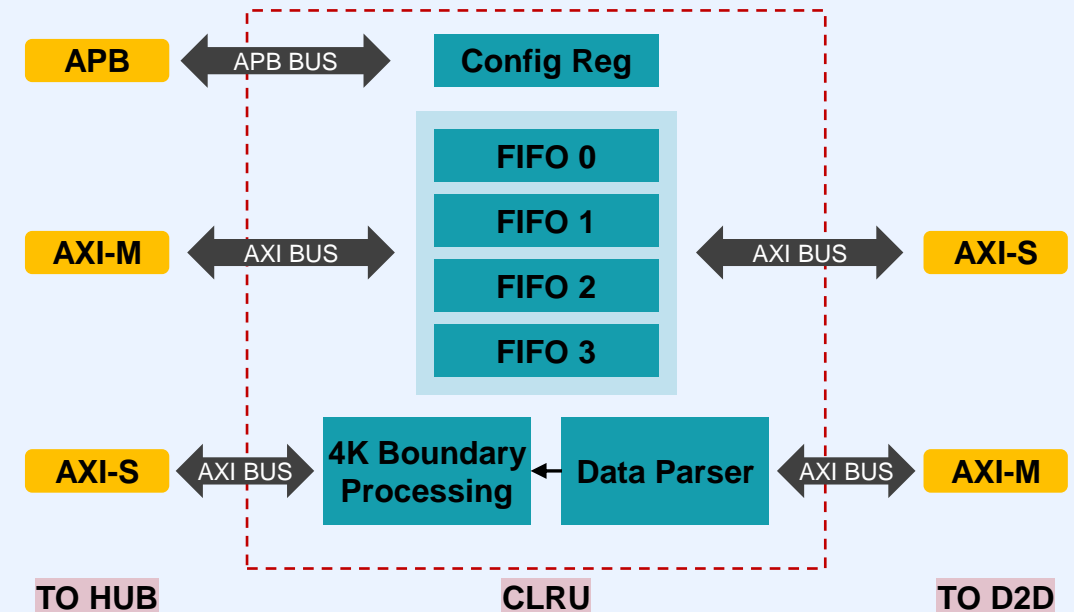 APB
APB BUS
Config Reg
FIFO 0
FIFO 1
AXI-M
AXI BUS
AXI BUS
AXI-S
FIFO 2
FIFO 3
AXI-S
AXI BUS
4K Boundary
Processing
Data Parser
AXI BUS
AXI-M
TO HUB
CLRU
TO D2D